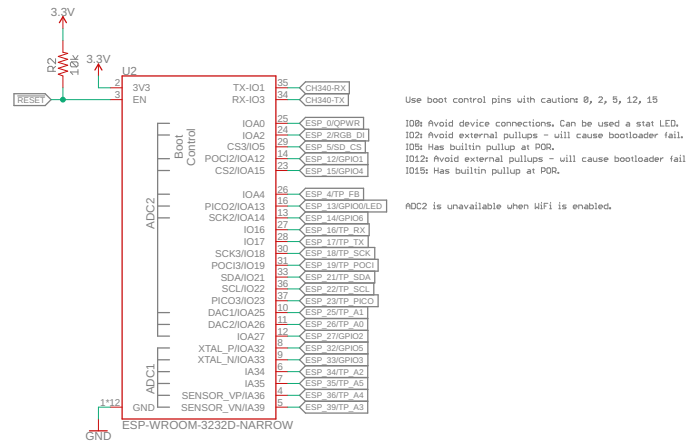 3.3V
R2
10k
3.3V
RESET
U2
2 3V3
3 EN
TX-IO1 35 CH340-RX
RX-IO3 34 CH340-TX
Boot Control
IOA0 25 ESP_0/QPWR
IOA2 24 ESP_2/RGB_DI
CS3/IO5 29 ESP_5/SD_CS
POCI2/IOA12 14 ESP_12/GPIO1
CS2/IOA15 23 ESP_15/GPIO4
ADC2
IOA4 26 ESP_4/TP_FB
PICO2/IOA13 16 ESP_13/GPIO0/LED
SCK2/IOA14 13 ESP_14/GPIO6
IO16 27 ESP_16/TP_RX
IO17 28 ESP_17/TP_TX
SCK3/IO18 30 ESP_18/TP_SCK
POCI3/IO19 31 ESP_19/TP_POCI
SDA/IO21 33 ESP_21/TP_SDA
SCL/IO22 36 ESP_22/TP_SCL
PICO3/IO23 37 ESP_23/TP_PICO
DAC1/IOA25 10 ESP_25/TP_A1
DAC2/IOA26 11 ESP_26/TP_A0
IOA27 12 ESP_27/GPIO2
ADC1
XTAL_P/IOA32 8 ESP_32/GPIO5
XTAL_N/IOA33 9 ESP_33/GPIO3
IA34 6 ESP_34/TP_A2
IA35 7 ESP_35/TP_A5
SENSOR_VP/IA36 4 ESP_36/TP_A4
SENSOR_VN/IA39 5 ESP_39/TP_A3
1*12 GND
GND
ESP-WROOM-3232D-NARROW
Use boot control pins with caution: 0, 2, 5, 12, 15
IO0: Avoid device connections. Can be used a stat LED.
IO2: Avoid external pullups - will cause bootloader fail.
IO5: Has builtin pullup at POR.
IO12: Avoid external pullups - will cause bootloader fail
IO15: Has builtin pullup at POR.
ADC2 is unavailable when WiFi is enabled.